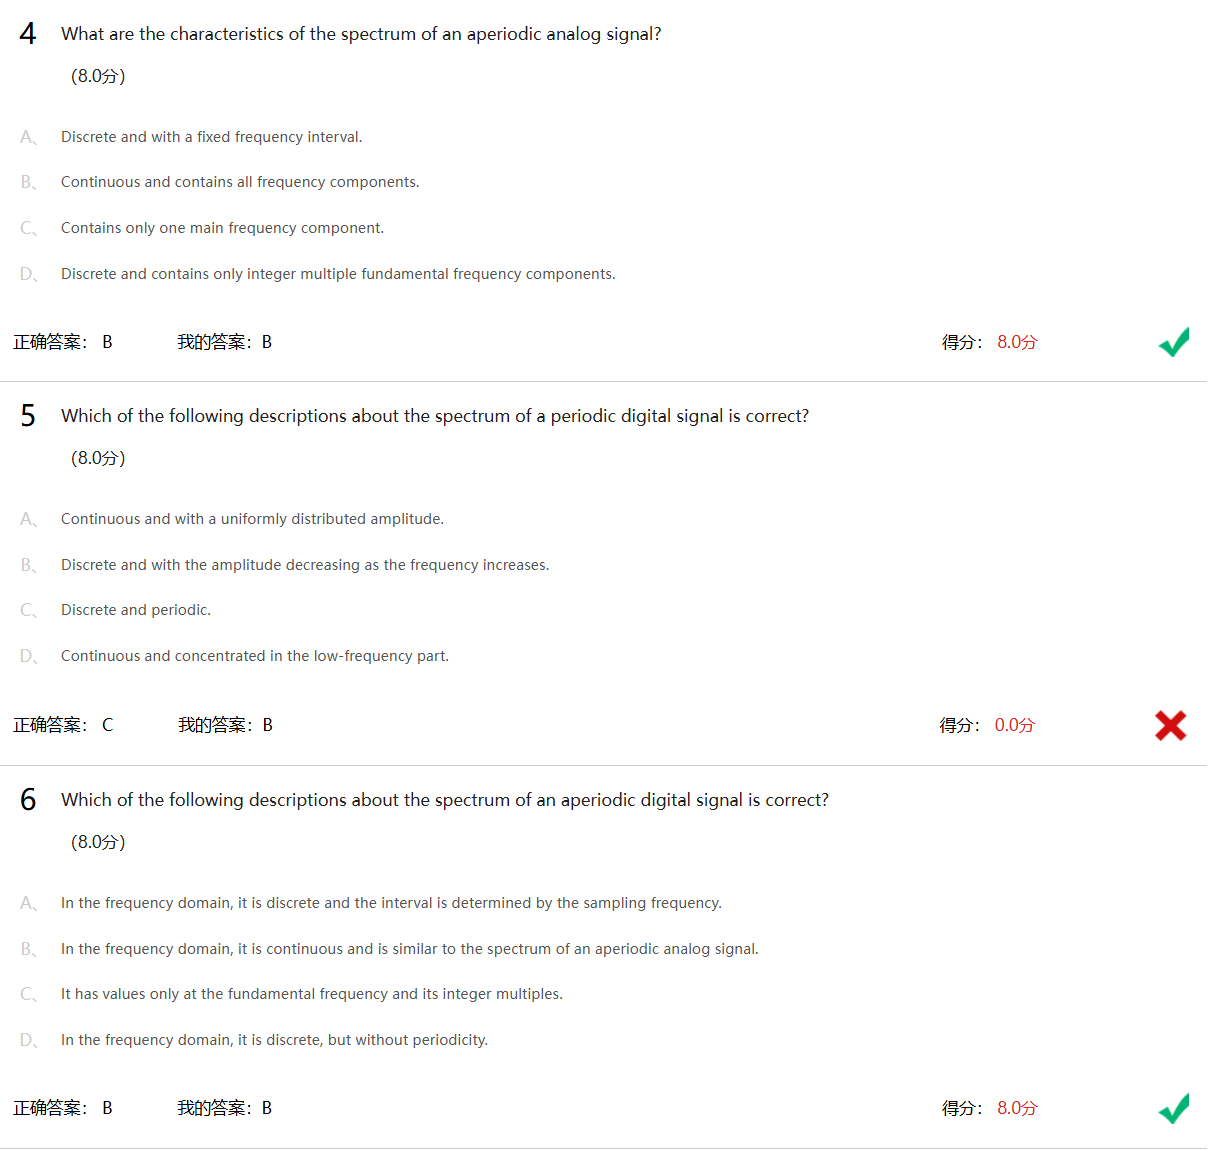 4 What are the characteristics of the spectrum of an aperiodic analog signal?
(8.0分)
A、 Discrete and with a fixed frequency interval.
B、 Continuous and contains all frequency components.
C、 Contains only one main frequency component.
D、 Discrete and contains only integer multiple fundamental frequency components.
正确答案： B 我的答案：B 得分： 8.0分
5 Which of the following descriptions about the spectrum of a periodic digital signal is correct?
(8.0分)
A、 Continuous and with a uniformly distributed amplitude.
B、 Discrete and with the amplitude decreasing as the frequency increases.
C、 Discrete and periodic.
D、 Continuous and concentrated in the low-frequency part.
正确答案： C 我的答案：B 得分： 0.0分
6 Which of the following descriptions about the spectrum of an aperiodic digital signal is correct?
(8.0分)
A、 In the frequency domain, it is discrete and the interval is determined by the sampling frequency.
B、 In the frequency domain, it is continuous and is similar to the spectrum of an aperiodic analog signal.
C、 It has values only at the fundamental frequency and its integer multiples.
D、 In the frequency domain, it is discrete, but without periodicity.
正确答案： B 我的答案：B 得分： 8.0分